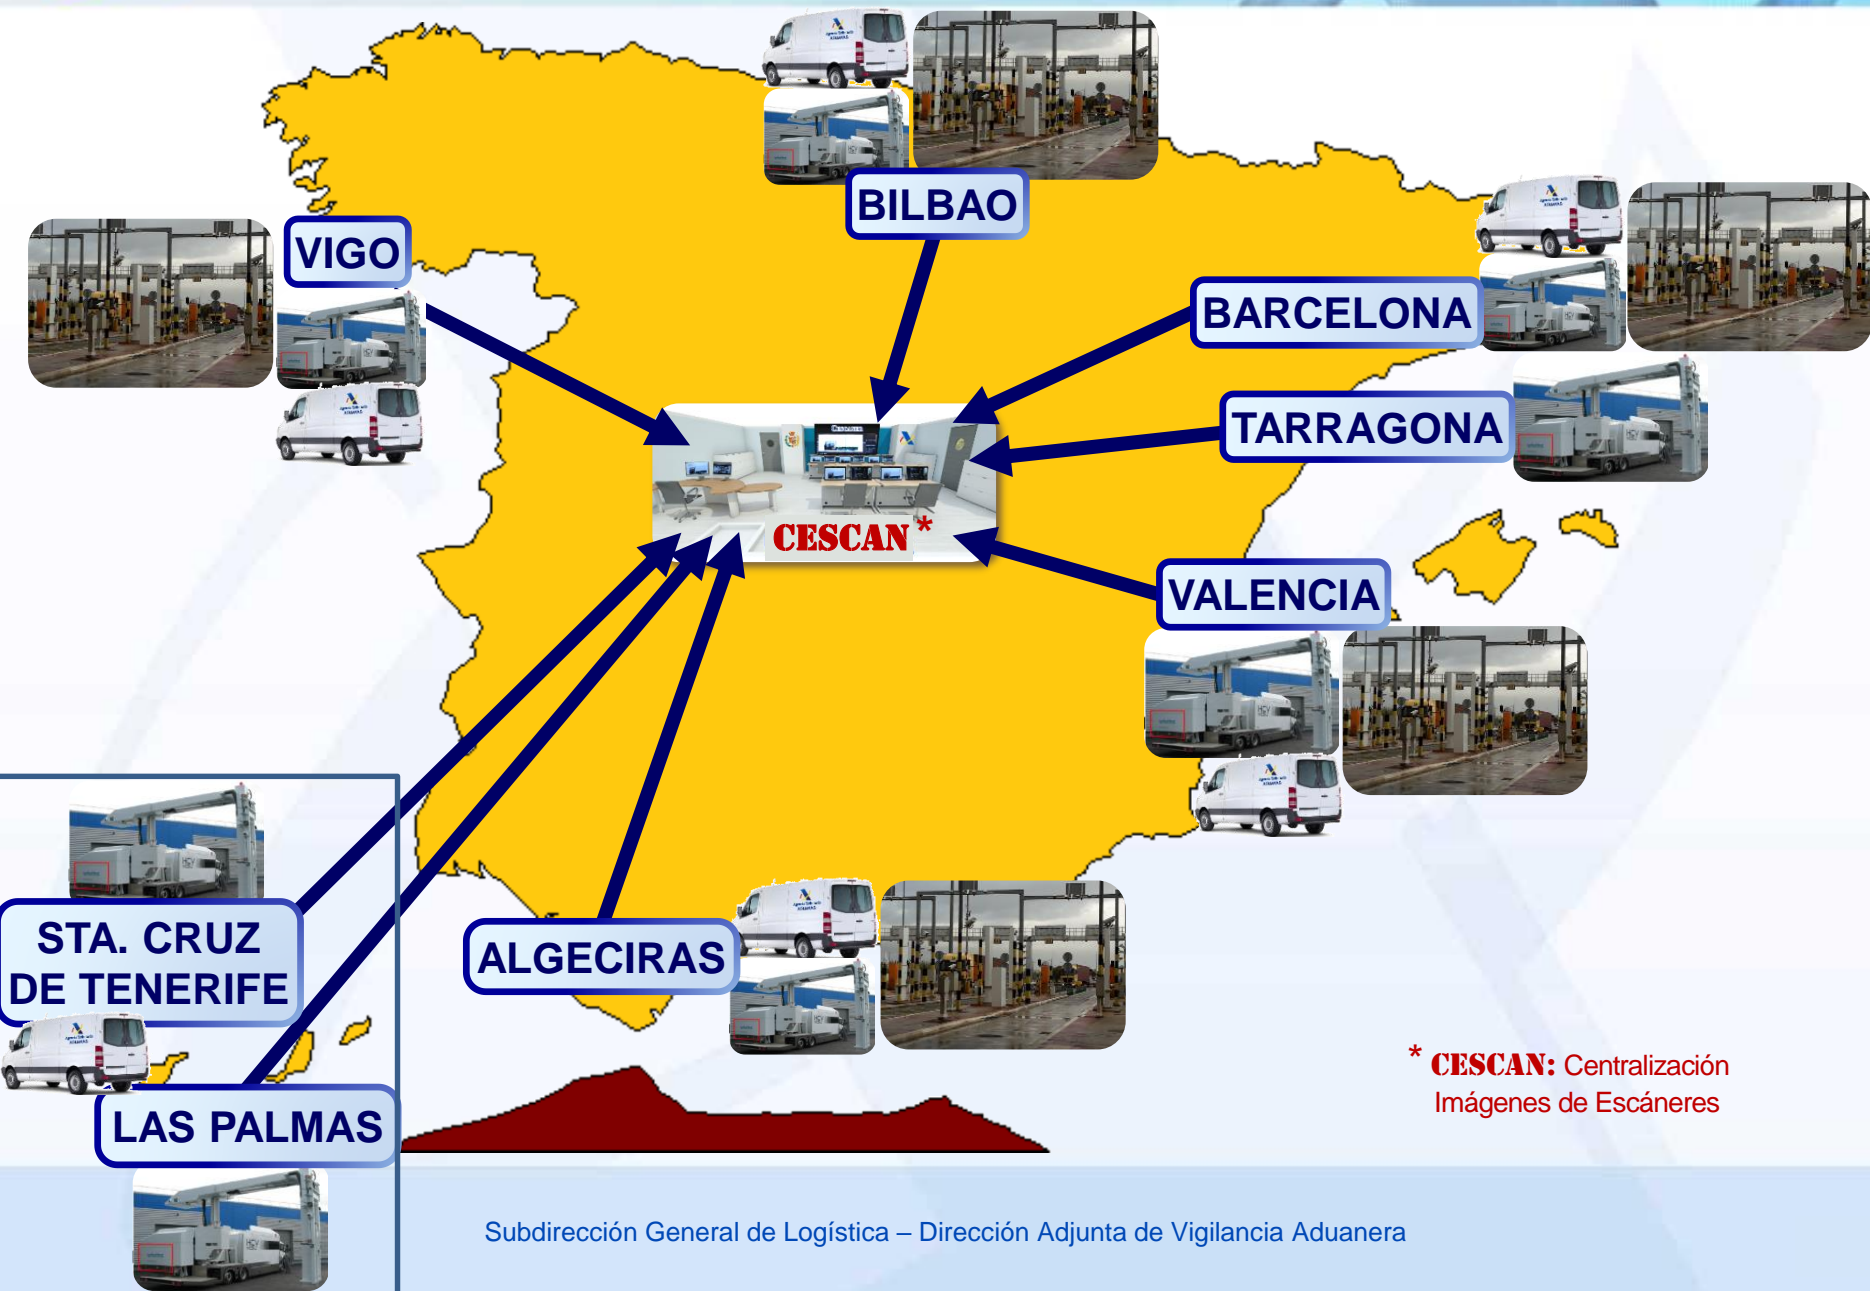 BILBAO
VIGO
BARCELONA
TARRAGONA
CESCAN*
VALENCIA
STA. CRUZ
DE TENERIFE
ALGECIRAS
LAS PALMAS
* CESCAN: Centralización
Imágenes de Escáneres
Subdirección General de Logística – Dirección Adjunta de Vigilancia Aduanera